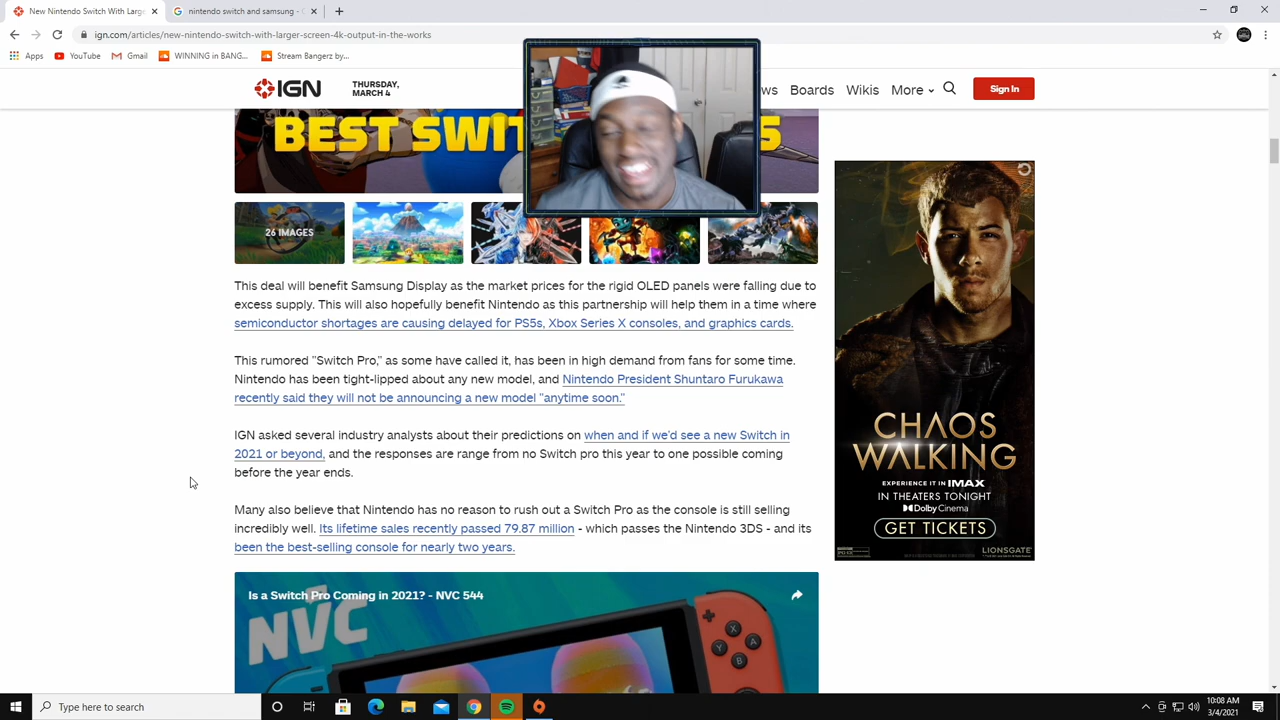 New Nintendo Switch With Larg
nintendo switch oled and samsung -
ign.com/articles/new-nintendo-switch-with-larger-screen-4k-output-in-the-works
Apps YouTube Gmail WINNING in BANG... Stream Bangerz by...
IGN THURSDAY, MARCH 4 ws Boards Wikis More Sign In
BEST SWIT S
26 IMAGES
This deal will benefit Samsung Display as the market prices for the rigid OLED panels were falling due to
excess supply. This will also hopefully benefit Nintendo as this partnership will help them in a time where
semiconductor shortages are causing delayed for PS5s, Xbox Series X consoles, and graphics cards.
This rumored "Switch Pro," as some have called it, has been in high demand from fans for some time.
Nintendo has been tight-lipped about any new model, and Nintendo President Shuntaro Furukawa
recently said they will not be announcing a new model "anytime soon."
IGN asked several industry analysts about their predictions on when and if we'd see a new Switch in
2021 or beyond, and the responses are range from no Switch pro this year to one possible coming
before the year ends.
Many also believe that Nintendo has no reason to rush out a Switch Pro as the console is still selling
incredibly well. Its lifetime sales recently passed 79.87 million - which passes the Nintendo 3DS - and its
been the best-selling console for nearly two years.
Is a Switch Pro Coming in 2021? - NVC 544
NVC
X
Y A
B
CHAOS
WALKING
EXPERIENCE IT IN IMAX
IN THEATERS TONIGHT
Dolby Cinema
GET TICKETS
LIONSGATE
Type here to search
10:08 AM
3/4/2021